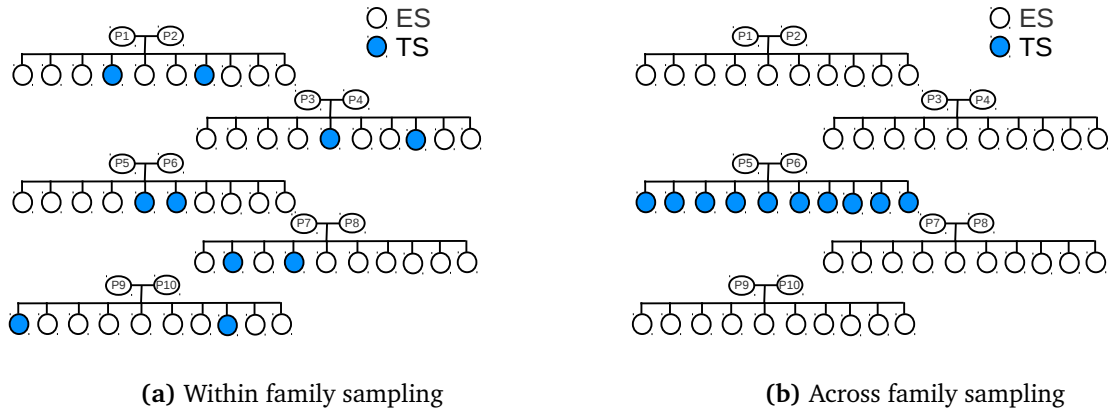 P1 P2
ES
TS
P3 P4
P5 P6
P7 P8
P9 P10
(a) Within family sampling
P1 P2
ES
TS
P3 P4
P5 P6
P7 P8
P9 P10
(b) Across family sampling